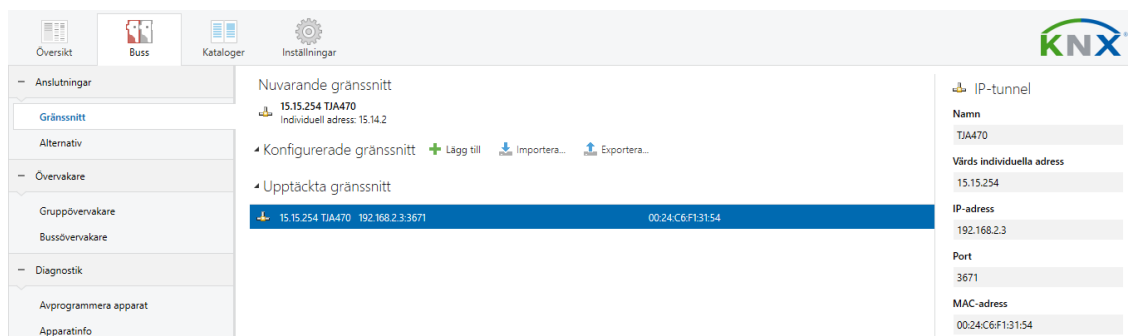 Översikt
Buss
Kataloger
Inställningar
KNX
Anslutningar
Gränssnitt
Alternativ
Övervakare
Gruppövervakare
Bussövervakare
Diagnostik
Avprogrammera apparat
Apparatinfo
Nuvarande gränssnitt
15.15.254 TJA470
Individuell adress: 15.14.2
Konfigurerade gränssnitt Lägg till Importera... Exportera...
Upptäckta gränssnitt
15.15.254 TJA470 192.168.2.3:3671 00:24:C6:F1:31:54
IP-tunnel
Namn
TJA470
Värds individuella adress
15.15.254
IP-adress
192.168.2.3
Port
3671
MAC-adress
00:24:C6:F1:31:54